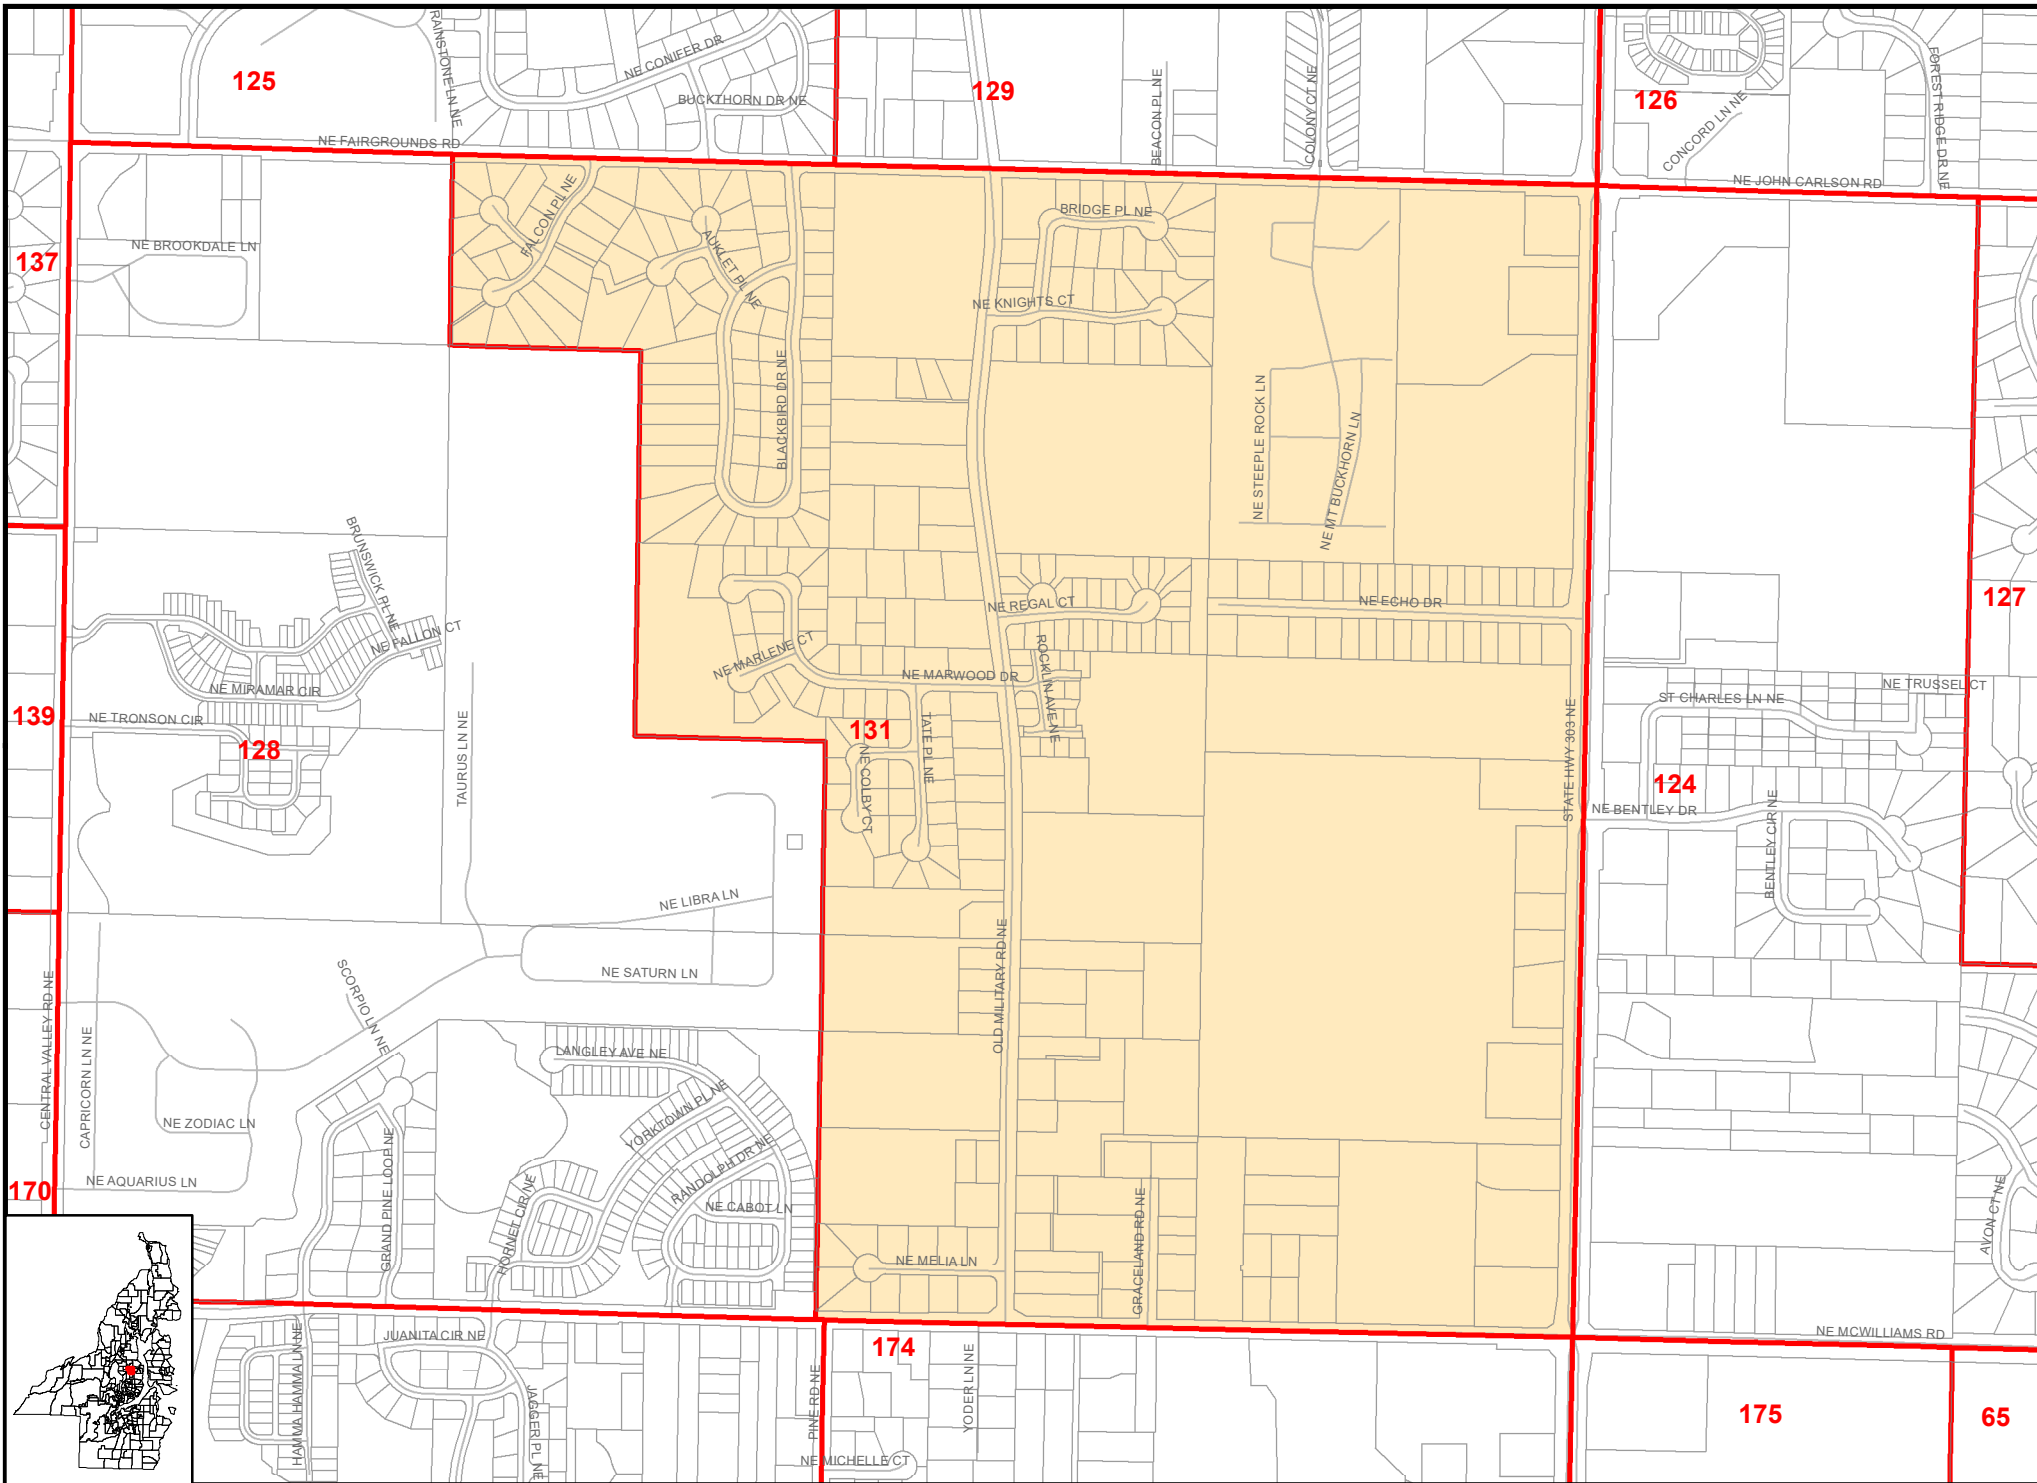 RAINSTONE LN NE
NE CONIFER DR
125
BUCKTHORN DR NE
129
BEACON PL NE
COLONY CT NE
126
CONCORD LN NE
FOREST RIDGE DR NE
NE FAIRGROUNDS RD
NE JOHN CARLSON RD
FALCON PL NE
BRIDGE PL NE
NE BROOKDALE LN
137
AUKLET PL NE
NE KNIGHTS CT
BLACKBIRD DR NE
NE STEEPLE ROCK LN
NE MT BUCKHORN LN
BRUNSWICK PL NE
NE FALLON CT
NE REGAL CT
NE ECHO DR
127
ROCKLIN AVE NE
NE MARLENE CT
NE MARWOOD DR
NE MIRAMAR CIR
NE TRUSSEL CT
ST CHARLES LN NE
139
NE TRONSON CIR
128
TAURUS LN NE
131
TATE PL NE
NE COLBY CT
STATE HWY 303 NE
124
NE BENTLEY DR
BENTLEY CIR NE
NE LIBRA LN
NE SATURN LN
OLD MILITARY RD NE
SCORPIO LN NE
CENTRAL VALLEY RD NE
CAPRICORN LN NE
LANGLEY AVE NE
YORKTOWN PL NE
NE ZODIAC LN
GRAND PINE LOOP NE
RANDOLPH DR NE
NE AQUARIUS LN
170
HORNET CIR NE
NE CABOT LN
GRACELAND RD NE
AVON CT NE
NE MELIA LN
NE MCWILLIAMS RD
JUANITA CIR NE
HAMMA HAMMA LN NE
174
JAGGER PL NE
PINE RD NE
YODER LN NE
175
65
NE MICHELLE CT